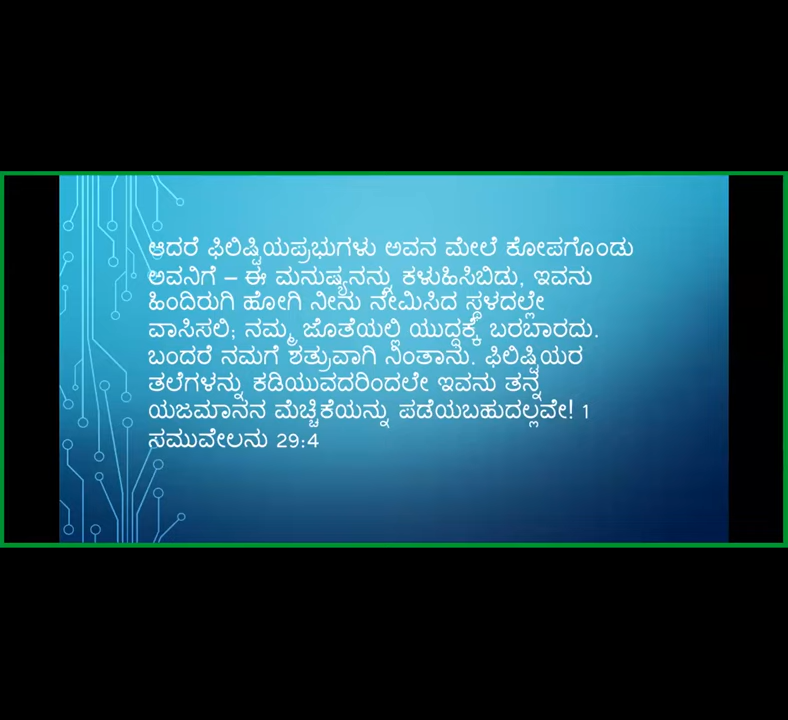 ಆದರೆ ಫಿಲಿಷ್ಟಿಯಪ್ರಭುಗಳು ಅವನ ಮೇಲೆ ಕೋಪಗೊಂಡು
ಅವನಿಗೆ – ಈ ಮನುಷ್ಯನನ್ನು ಕಳುಹಿಸಿಬಿಡು, ಇವನು
ಹಿಂದಿರುಗಿ ಹೋಗಿ ನೀನು ನೇಮಿಸಿದ ಸ್ಥಳದಲ್ಲೇ
ವಾಸಿಸಲಿ; ನಮ್ಮ ಜೊತೆಯಲ್ಲಿ ಯುದ್ಧಕ್ಕೆ ಬರಬಾರದು.
ಬಂದರೆ ನಮಗೆ ಶತ್ರುವಾಗಿ ನಿಂತಾನು. ಫಿಲಿಷ್ಟಿಯರ
ತಲೆಗಳನ್ನು ಕಡಿಯುವದರಿಂದಲೇ ಇವನು ತನ್ನ
ಯಜಮಾನನ ಮೆಚ್ಚಿಕೆಯನ್ನು ಪಡೆಯಬಹುದಲ್ಲವೇ! 1
ಸಮುವೇಲನು 29:4